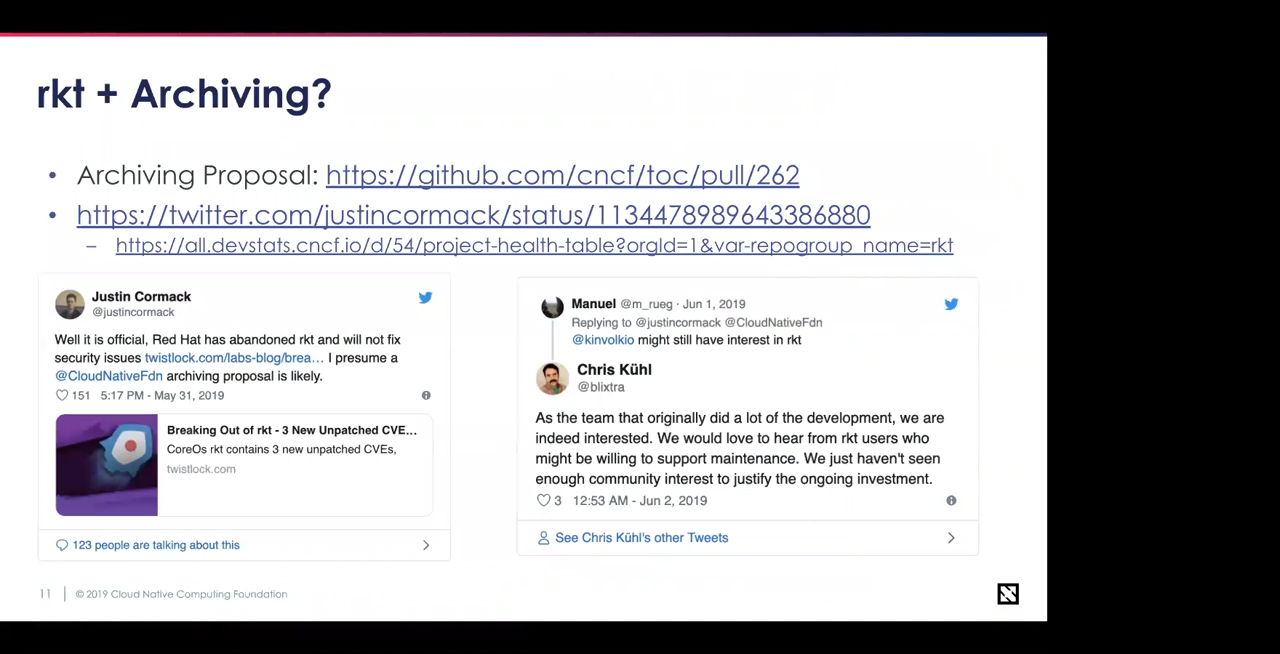 rkt + Archiving?
• Archiving Proposal: https://github.com/cncf/toc/pull/262
• https://twitter.com/justincormack/status/1134478989643386880
– https://all.devstats.cncf.io/d/54/project-health-table?orgId=1&var-repogroup_name=rkt
Justin Cormack
@justincormack
Well it is official, Red Hat has abandoned rkt and will not fix
security issues twistlock.com/labs-blog/brea… I presume a
@CloudNativeFdn archiving proposal is likely.
151 5:17 PM - May 31, 2019
Breaking Out of rkt - 3 New Unpatched CVE…
CoreOs rkt contains 3 new unpatched CVEs,
twistlock.com
123 people are talking about this
Manuel @m_rueg · Jun 1, 2019
Replying to @justincormack @CloudNativeFdn
@kinvolkio might still have interest in rkt
Chris Kühl
@blixtra
As the team that originally did a lot of the development, we are
indeed interested. We would love to hear from rkt users who
might be willing to support maintenance. We just haven't seen
enough community interest to justify the ongoing investment.
3 12:53 AM - Jun 2, 2019
See Chris Kühl's other Tweets
11 © 2019 Cloud Native Computing Foundation